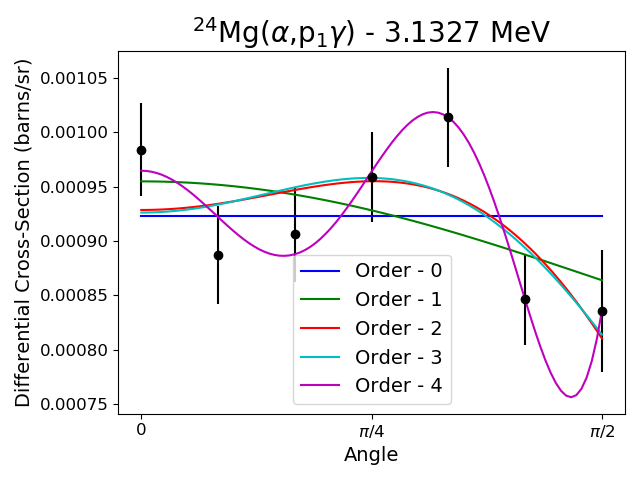 ²⁴Mg(α,p₁γ) - 3.1327 MeV
Differential Cross-Section (barns/sr)
0.00105
0.00100
0.00095
0.00090
0.00085
0.00080
0.00075
Order - 0
Order - 1
Order - 2
Order - 3
Order - 4
0 π/4 π/2
Angle